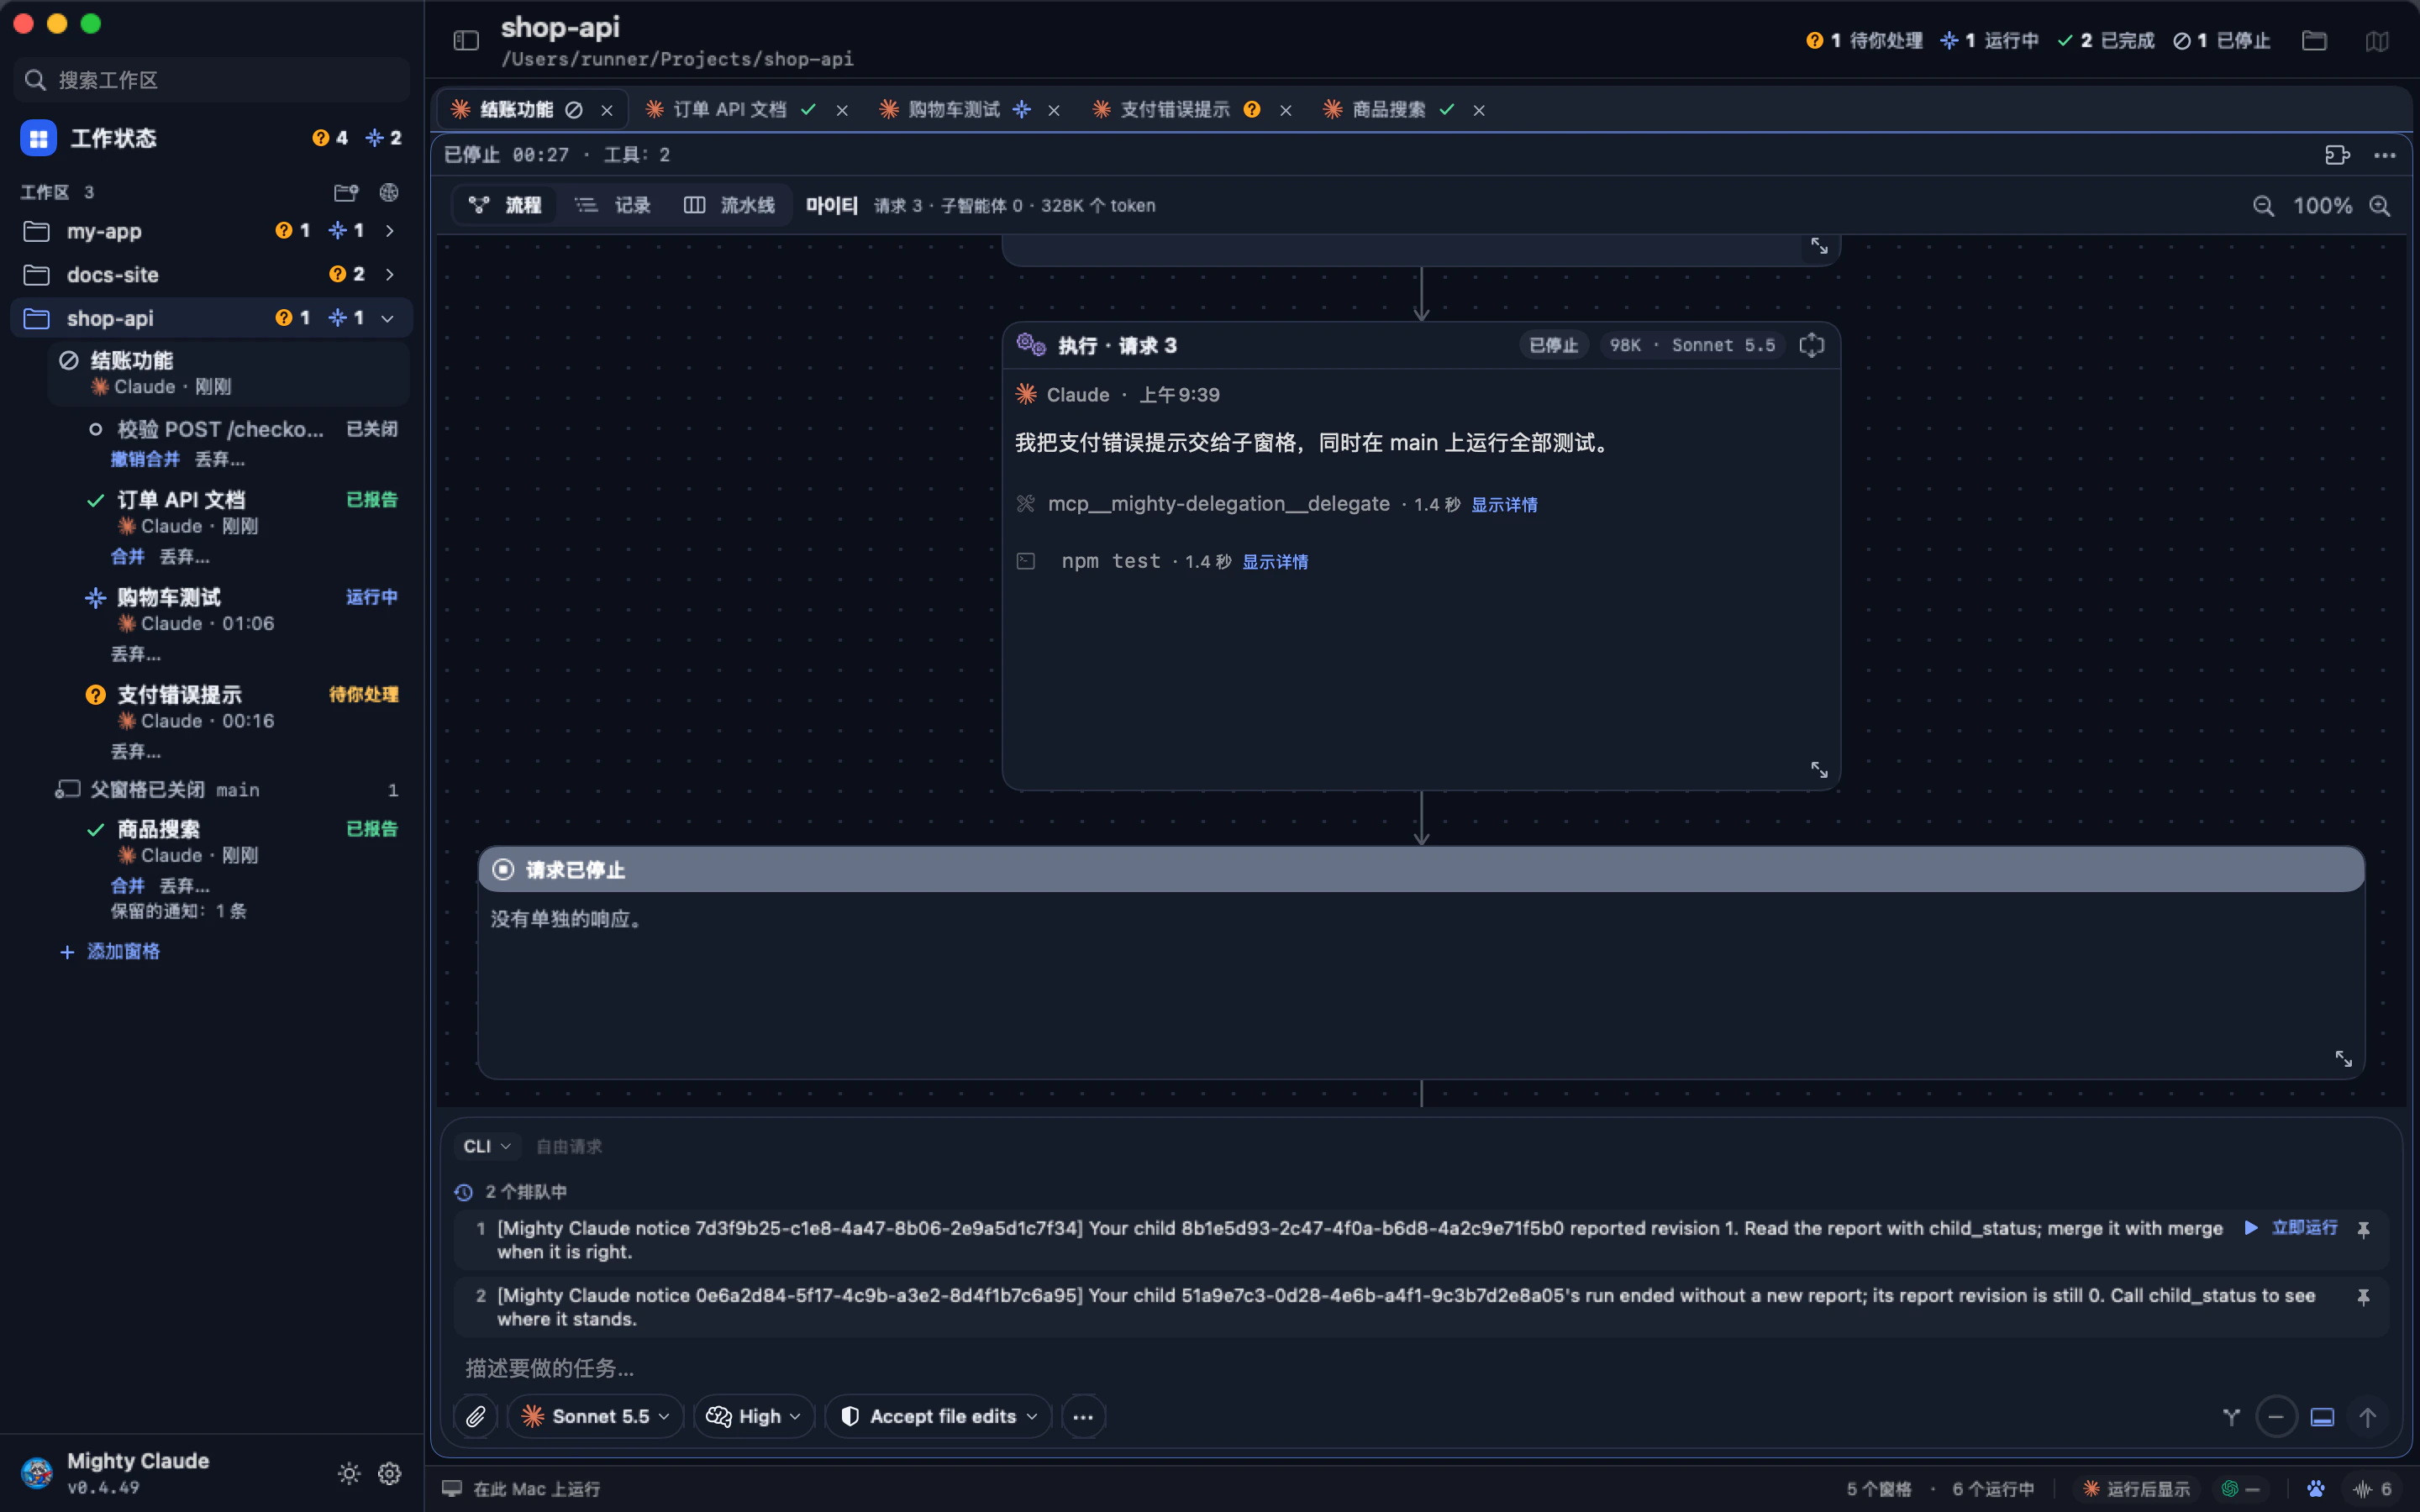 shop-api
/Users/runner/Projects/shop-api
1 待你处理 1 运行中 2 已完成 1 已停止
搜索工作区
工作状态 4 2
工作区 3
my-app 1 1
docs-site 2
shop-api 1 1
结账功能
Claude · 刚刚
校验 POST /checko... 已关闭
撤销合并 丢弃...
订单 API 文档 已报告
Claude · 刚刚
合并 丢弃...
购物车测试 运行中
Claude · 01:06
丢弃...
支付错误提示 待你处理
Claude · 00:16
丢弃...
父窗格已关闭 main 1
商品搜索 已报告
Claude · 刚刚
合并 丢弃...
保留的通知：1 条
添加窗格
Mighty Claude
v0.4.49
结账功能 订单 API 文档 购物车测试 支付错误提示 商品搜索
已停止 00:27 · 工具：2
流程 记录 流水线 마이티 请求 3 · 子智能体 0 · 328K 个 token
100%
执行 · 请求 3 已停止 98K · Sonnet 5.5
Claude · 上午9:39
我把支付错误提示交给子窗格，同时在 main 上运行全部测试。
mcp__mighty-delegation__delegate · 1.4 秒 显示详情
npm test · 1.4 秒 显示详情
请求已停止
没有单独的响应。
CLI 自由请求
2 个排队中
1 [Mighty Claude notice 7d3f9b25-c1e8-4a47-8b06-2e9a5d1c7f34] Your child 8b1e5d93-2c47-4f0a-b6d8-4a2c9e71f5b0 reported revision 1. Read the report with child_status; merge it with merge 立即运行
when it is right.
2 [Mighty Claude notice 0e6a2d84-5f17-4c9b-a3e2-8d4f1b7c6a95] Your child 51a9e7c3-0d28-4e6b-a4f1-9c3b7d2e8a05's run ended without a new report; its report revision is still 0. Call child_status to see
where it stands.
描述要做的任务...
Sonnet 5.5 High Accept file edits
在此 Mac 上运行
5 个窗格 · 6 个运行中 运行后显示 — 6